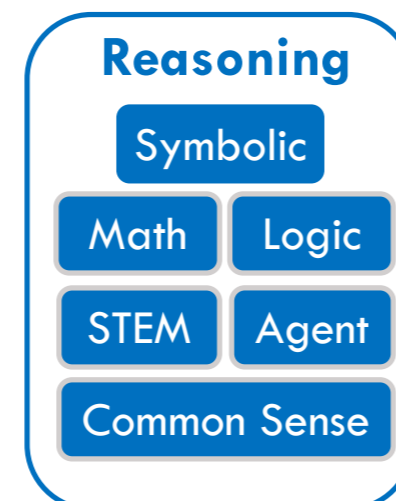 Reasoning
Symbolic
Math Logic
STEM Agent
Common Sense